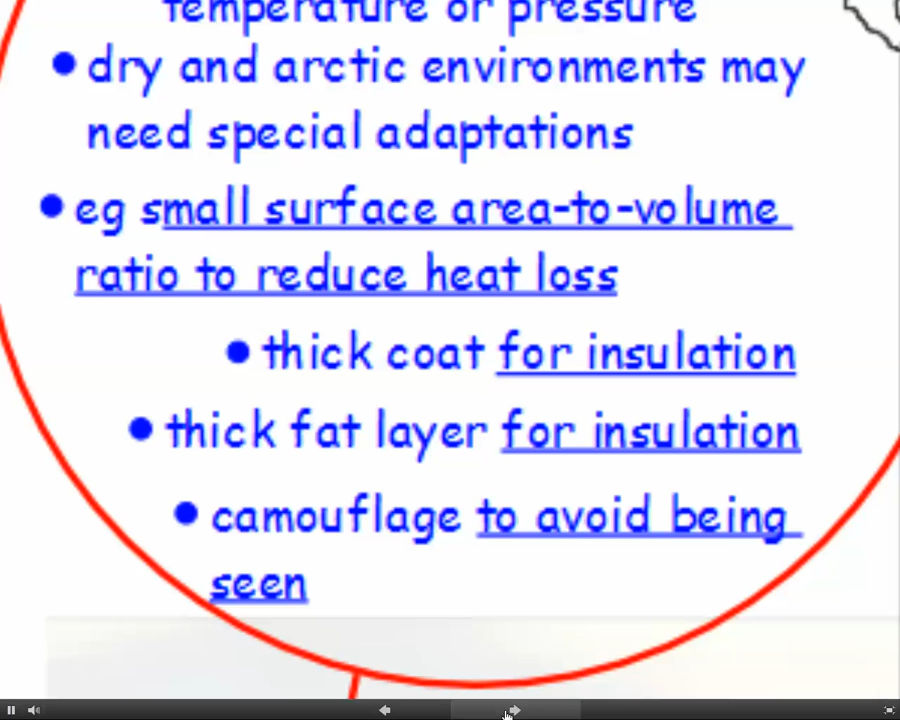 temperature or pressure
• dry and arctic environments may
need special adaptations
• eg small surface area-to-volume
ratio to reduce heat loss
• thick coat for insulation
• thick fat layer for insulation
• camouflage to avoid being
seen